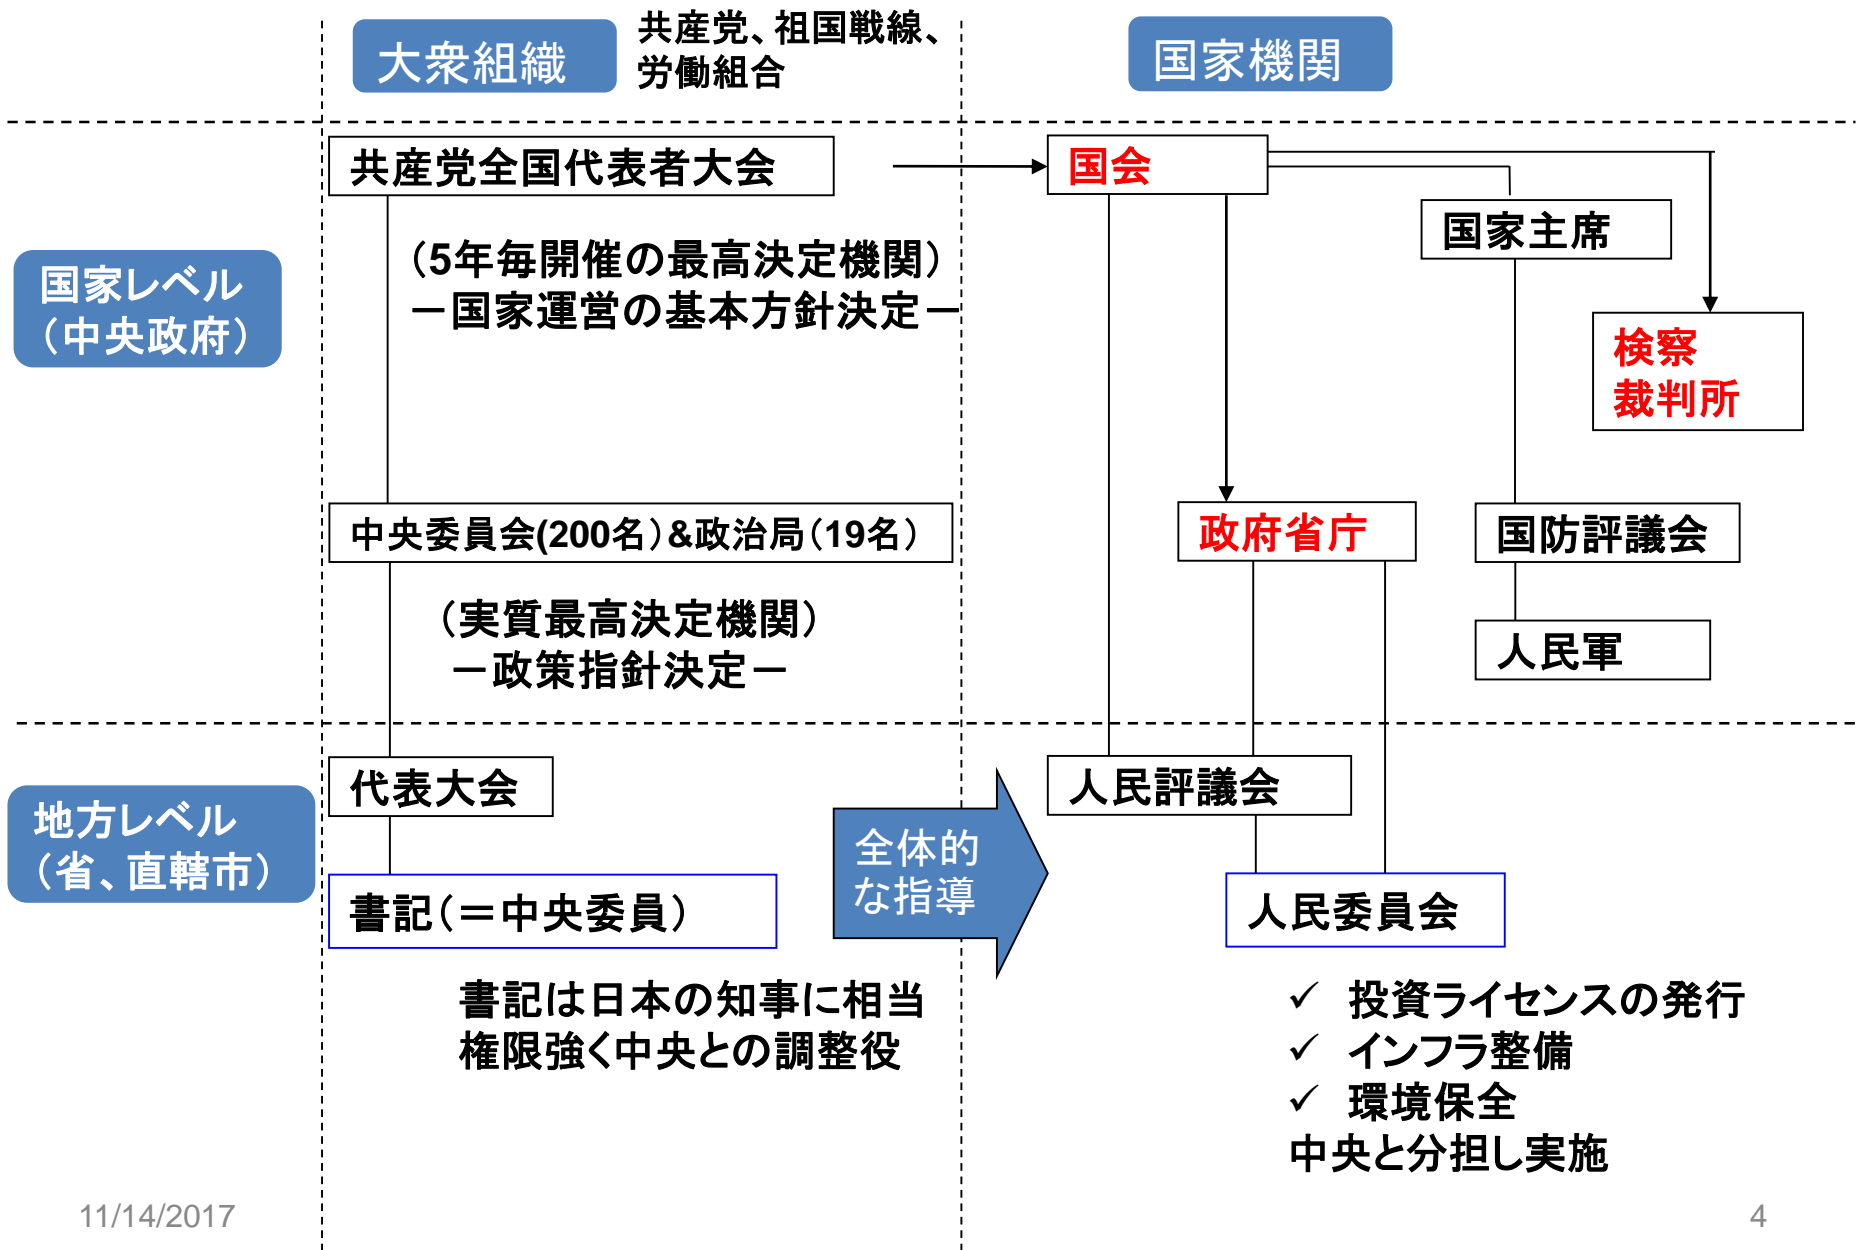 大衆組織
共産党、祖国戦線、
労働組合
国家機関
共産党全国代表者大会
国会
国家主席
（5年毎開催の最高決定機関）
－国家運営の基本方針決定－
国家レベル
（中央政府）
検察
裁判所
中央委員会(200名）&政治局（19名）
政府省庁
国防評議会
（実質最高決定機関）
－政策指針決定－
人民軍
代表大会
人民評議会
地方レベル
（省、直轄市）
全体的
な指導
書記（＝中央委員）
人民委員会
書記は日本の知事に相当
権限強く中央との調整役
✓ 投資ライセンスの発行
✓ インフラ整備
✓ 環境保全
中央と分担し実施
11/14/2017
4